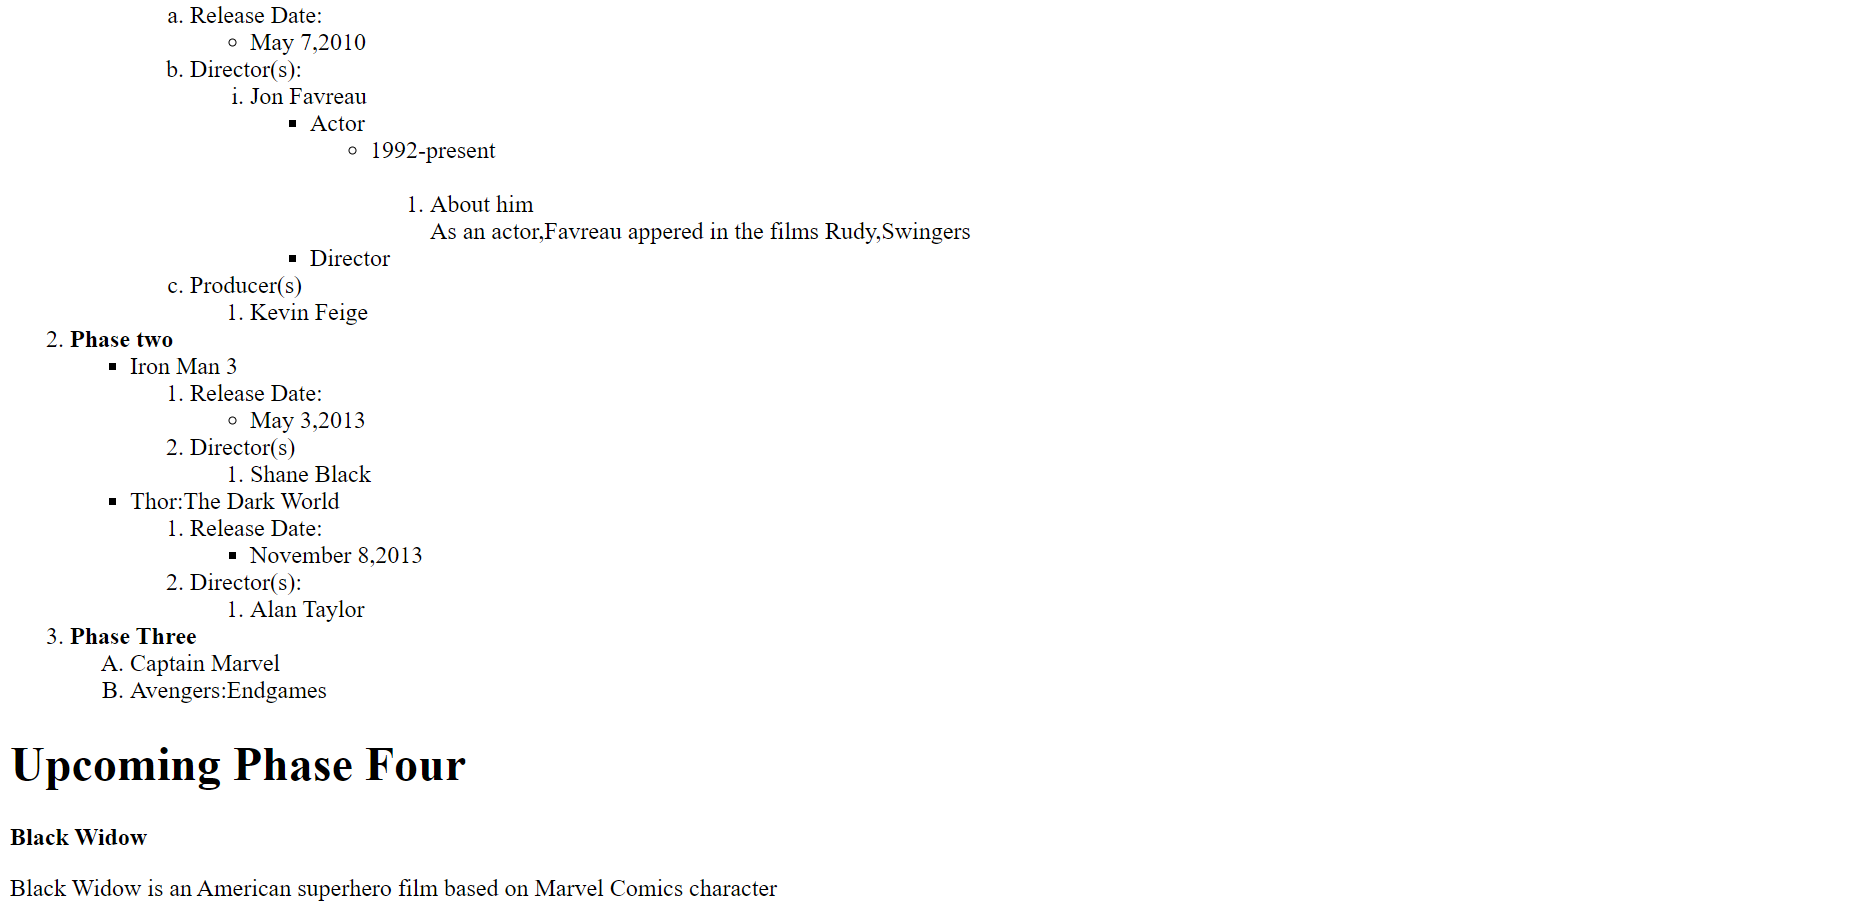 a. Release Date:
○ May 7,2010
b. Director(s):
i. Jon Favreau
▪ Actor
○ 1992-present
1. About him
As an actor,Favreau appered in the films Rudy,Swingers
▪ Director
c. Producer(s)
1. Kevin Feige
2. Phase two
▪ Iron Man 3
1. Release Date:
○ May 3,2013
2. Director(s)
1. Shane Black
▪ Thor:The Dark World
1. Release Date:
▪ November 8,2013
2. Director(s):
1. Alan Taylor
3. Phase Three
A. Captain Marvel
B. Avengers:Endgames
Upcoming Phase Four
Black Widow
Black Widow is an American superhero film based on Marvel Comics character